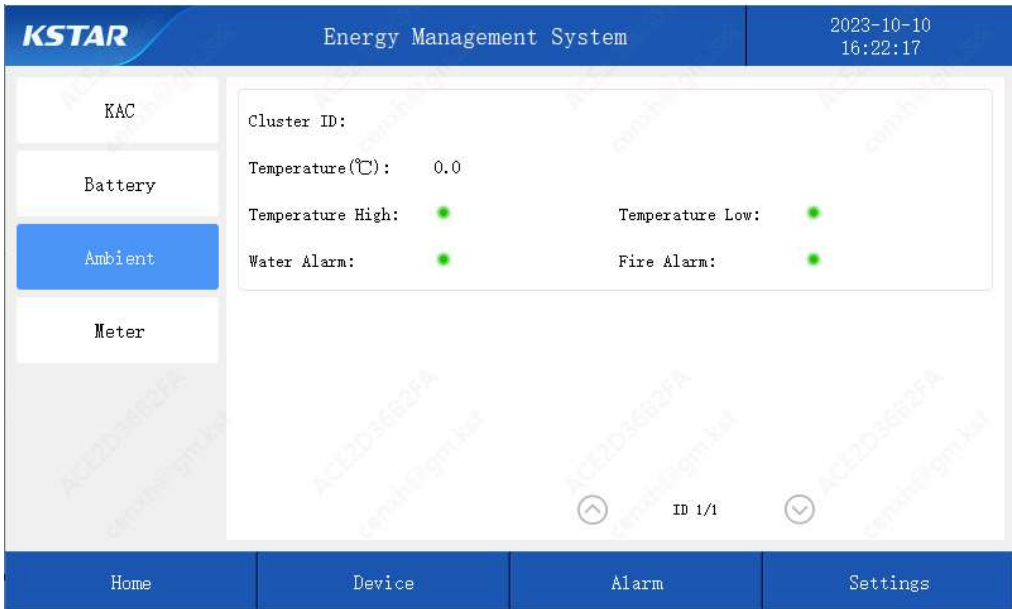 KSTAR
Energy Management System
2023-10-10
16:22:17
KAC
Battery
Ambient
Meter
Cluster ID:
Temperature(℃): 0.0
Temperature High:
Temperature Low:
Water Alarm:
Fire Alarm:
ID 1/1
Home
Device
Alarm
Settings